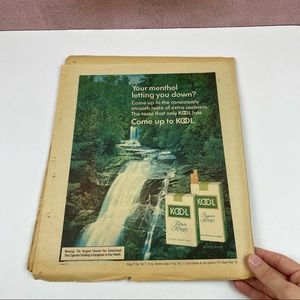 Your menthol
letting you down?
Come up to the consistently
smooth taste of extra coolness.
The taste that only KOOL has.
Come up to KOOL.
KOOL
KOOL
Super
Longs
Filter
Kings
Warning: The Surgeon General Has Determined
That Cigarette Smoking Is Dangerous to Your Health.